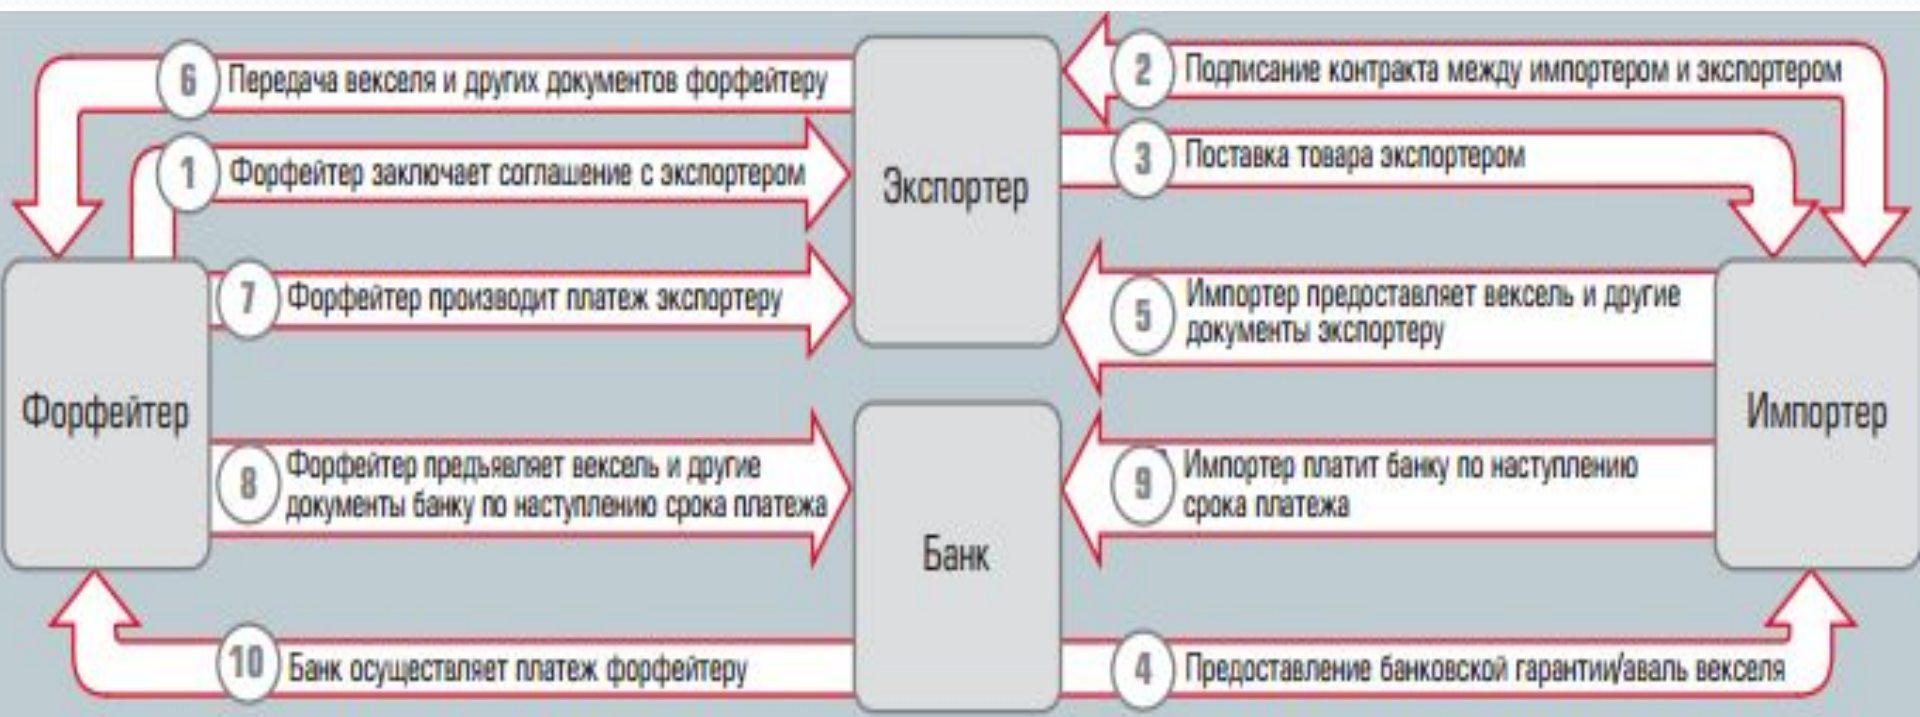 6 Передача векселя и других документов форфейтеру
2 Подписание контракта между импортером и экспортером
1 Форфейтер заключает соглашение с экспортером
Экспортер
3 Поставка товара экспортером
7 Форфейтер производит платеж экспортеру
5 Импортер предоставляет вексель и другие
документы экспортеру
Форфейтер
Импортер
8 Форфейтер предъявляет вексель и другие
документы банку по наступлению срока платежа
Банк
9 Импортер платит банку по наступлению
срока платежа
10 Банк осуществляет платеж форфейтеру
4 Предоставление банковской гарантии/аваль векселя